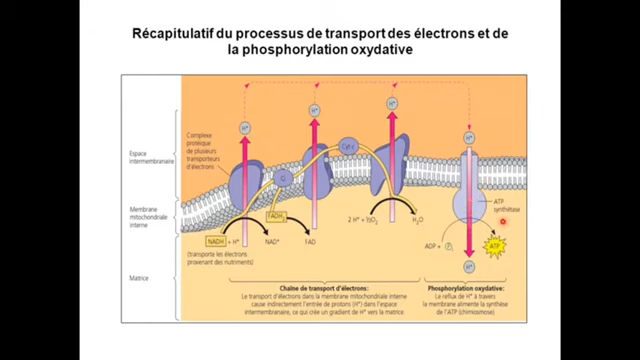 Récapitulatif du processus de transport des électrons et de
la phosphorylation oxydative
H⁺
H⁺
H⁺
Complexe
protéique de
plusieurs
transporteurs
d'électrons
Espace
intermembranaire
Cyt c
Q
H⁺
ATP
synthétase
Membrane
mitochondriale
interne
FADH₂
2 H⁺ + ½O₂
H₂O
NADH + H⁺
NAD⁺
FAD
ADP + P
ATP
(transporte les électrons
provenant des nutriments)
H⁺
Matrice
Chaîne de transport d'électrons:
Le transport d'électrons dans la membrane mitochondriale interne
cause indirectement l'entrée de protons (H⁺) dans l'espace
intermembranaire, ce qui crée un gradient de H⁺ vers la matrice
Phosphorylation oxydative:
Le reflux de H⁺ à travers
la membrane alimente la synthèse
de l'ATP (chimiosmose)